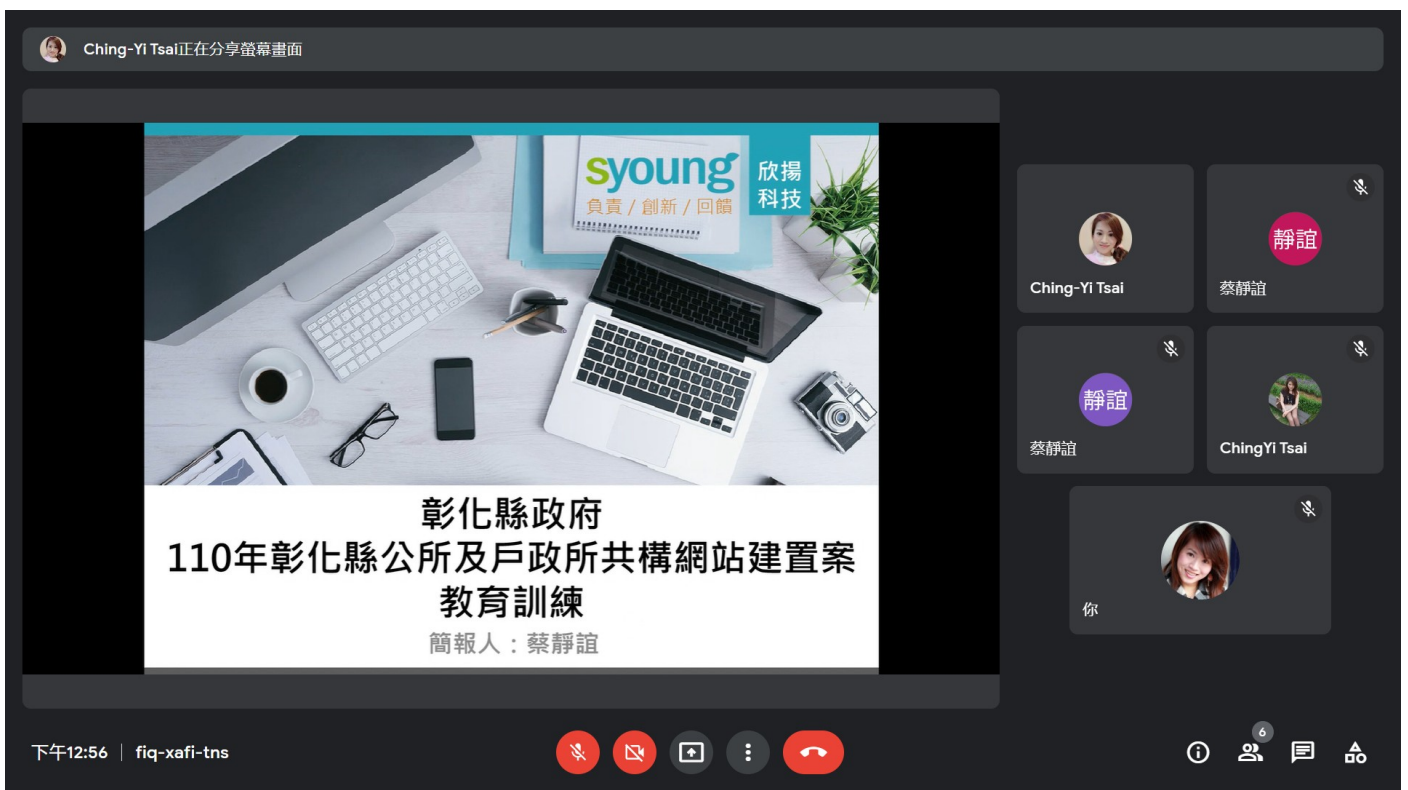 Ching-Yi Tsai正在分享螢幕畫面
syoung
欣揚
科技
負責 / 創新 / 回饋
彰化縣政府
110年彰化縣公所及戶政所共構網站建置案
教育訓練
簡報人：蔡靜誼
Ching-Yi Tsai
靜誼
蔡靜誼
靜誼
蔡靜誼
ChingYi Tsai
你
下午12:56 | fiq-xafi-tns
6